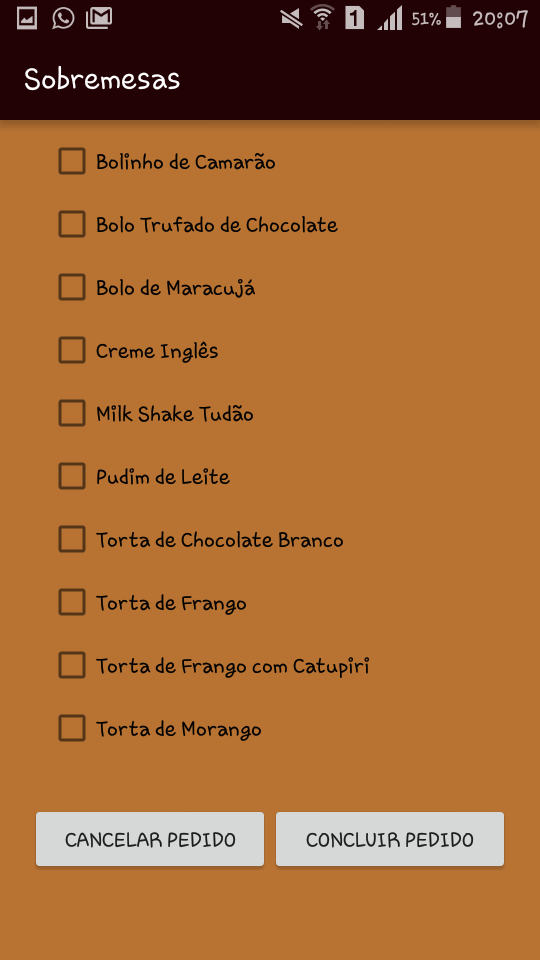 1 51% 20:07
Sobremesas
Bolinho de Camarão
Bolo Trufado de Chocolate
Bolo de Maracujá
Creme Inglês
Milk Shake Tudão
Pudim de Leite
Torta de Chocolate Branco
Torta de Frango
Torta de Frango com Catupiri
Torta de Morango
CANCELAR PEDIDO CONCLUIR PEDIDO